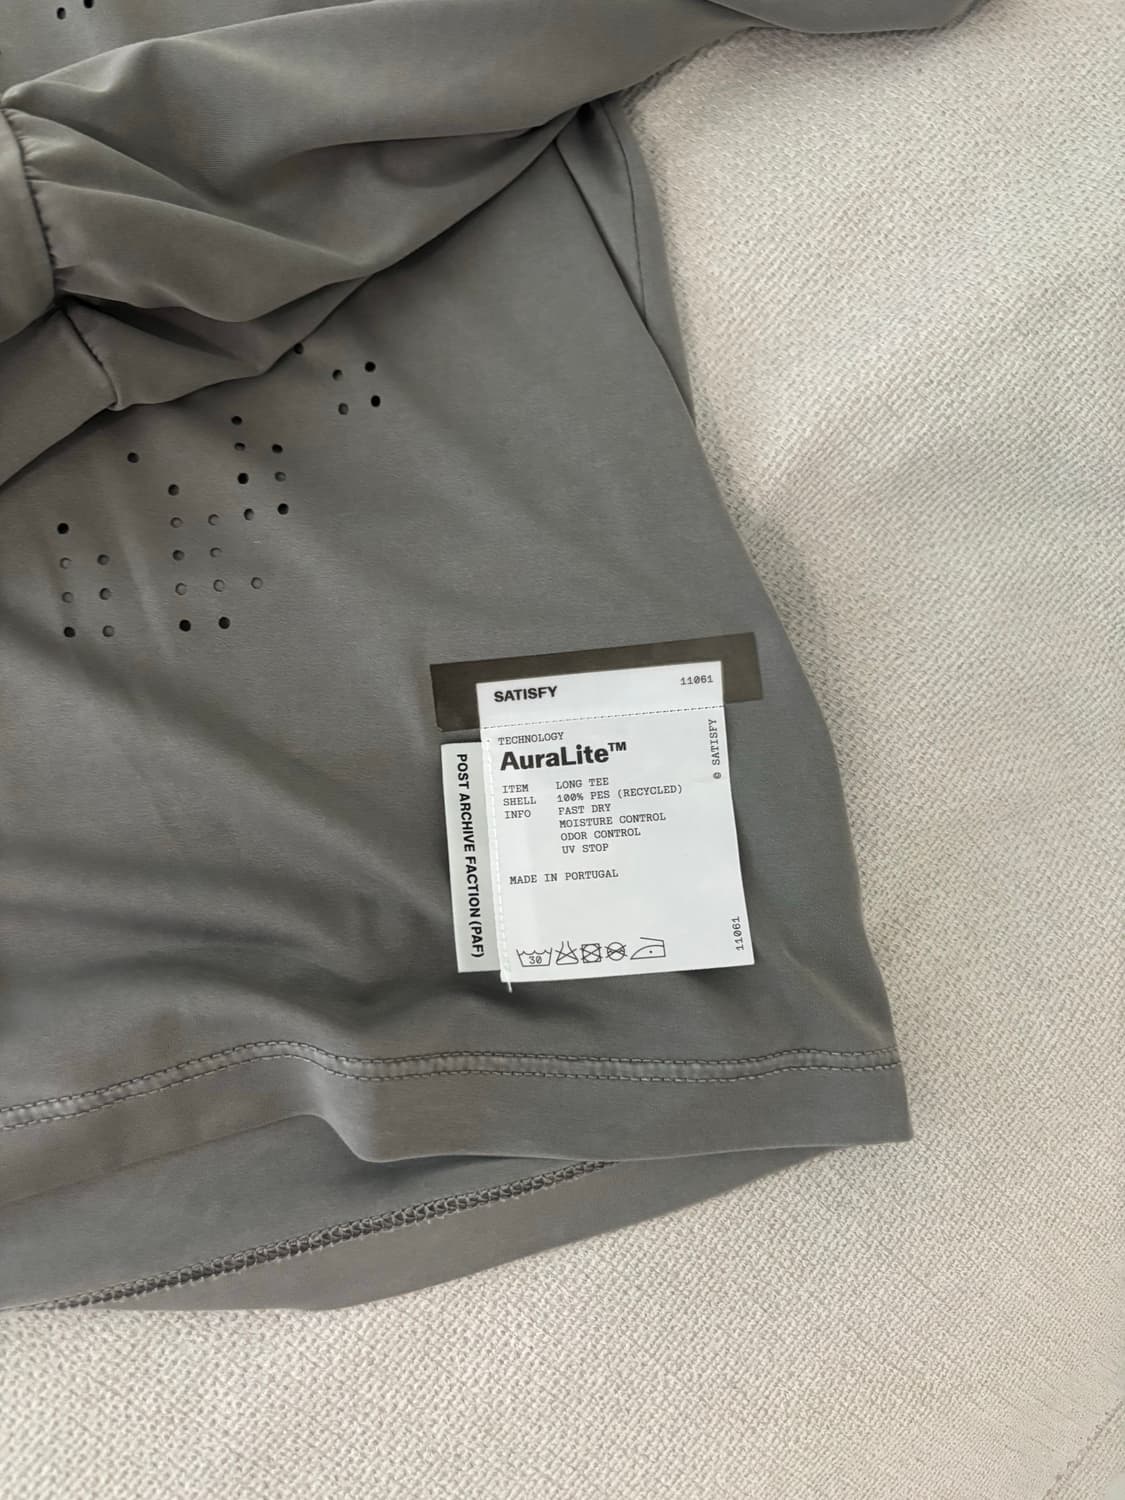 SATISFY 11061
TECHNOLOGY
AuraLite™
© SATISFY
ITEM LONG TEE
SHELL 100% PES (RECYCLED)
INFO FAST DRY
MOISTURE CONTROL
ODOR CONTROL
UV STOP
MADE IN PORTUGAL
30
11061
POST ARCHIVE FACTION (PAF)